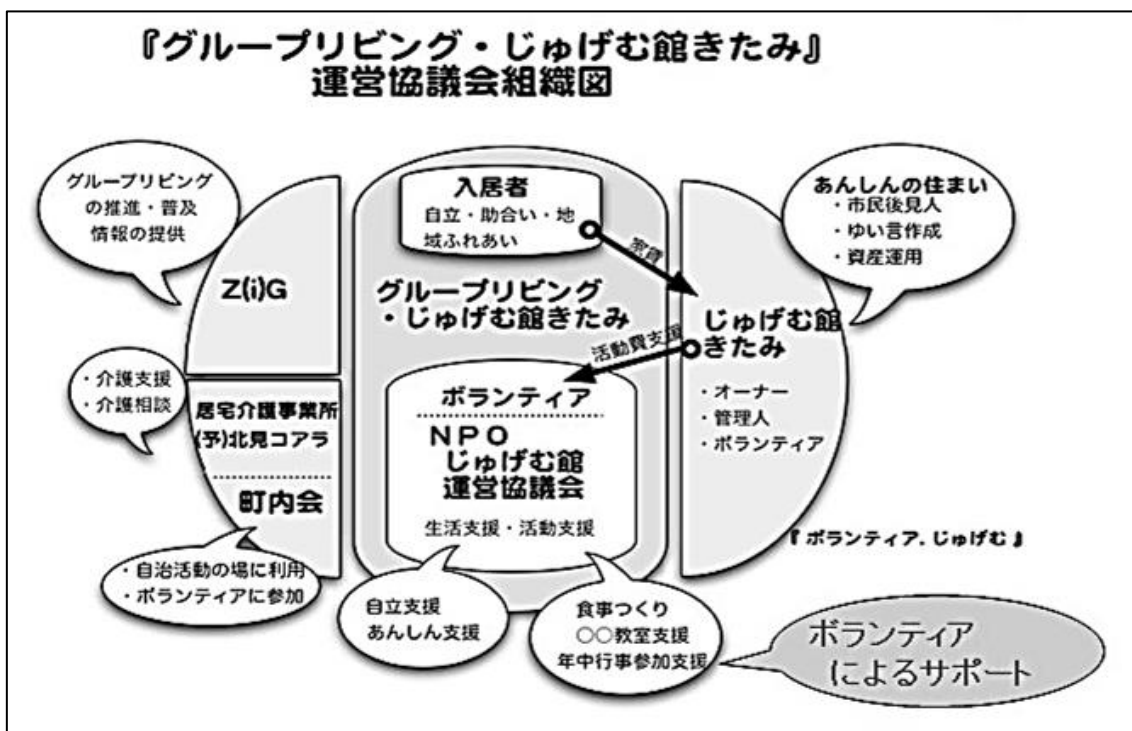 『グループリビング・じゅげむ館きたみ』
運営協議会組織図
グループリビング
の推進・普及
情報の提供
Z(i)G
・介護支援
・介護相談
居宅介護事業所
(予)北見コアラ
町内会
・自治活動の場に利用
・ボランティアに参加
入居者
自立・助合い・地
域ふれあい
家賃
グループリビング
・じゅげむ館きたみ
活動費支援
ボランティア
NPO
じゅげむ館
運営協議会
生活支援・活動支援
自立支援
あんしん支援
食事つくり
○○教室支援
年中行事参加支援
あんしんの住まい
・市民後見人
・ゆい言作成
・資産運用
じゅげむ館
きたみ
・オーナー
・管理人
・ボランティア
『ボランティア.じゅげむ』
ボランティア
によるサポート